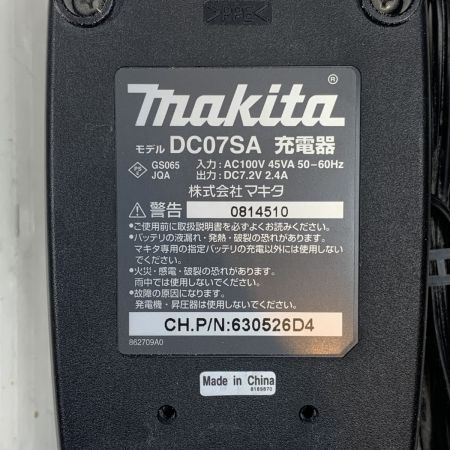 >PPE<
makita®
モデル DC07SA 充電器
PS
E
GS065
JQA
入力：AC100V 45VA 50-60Hz
出力：DC7.2V 2.4A
株式会社マキタ
⚠警告 0814510
•ご使用前に取扱説明書を必ずよくお読みください。
•バッテリの液漏れ・発熱・破裂の恐れがあります。
マキタ専用の指定バッテリの充電以外には使用しない
でください。
•火災・感電・破裂の恐れがあります。
雨中では使用しないでください。
•故障の原因になります。
発電機・昇圧器は使用しないでください。
CH.P/N:630526D4
862709A0
Made in China
8169870